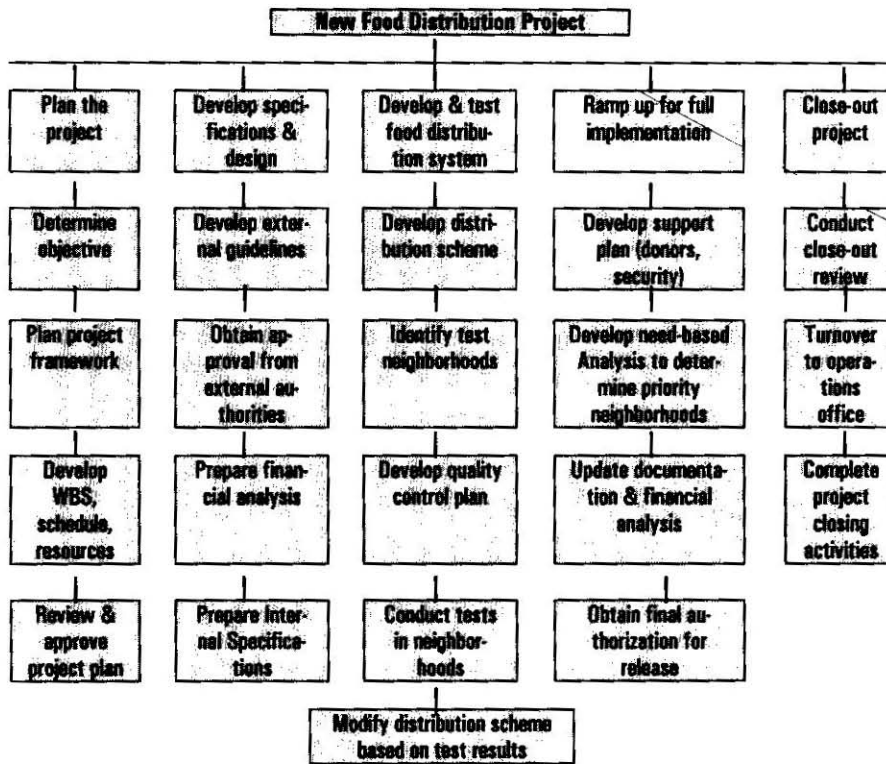 New Food Distribution Project
Plan the
project
Develop speci-
fications &
design
Develop & test
food distribu-
tion system
Ramp up for full
implementation
Close-out
project
Determine
objective
Develop exter-
nal guidelines
Develop distri-
bution scheme
Develop support
plan (donors,
security)
Conduct
close-out
review
Plan project
framework
Obtain ap-
proval from
external au-
thorities
Identify test
neighborhoods
Develop need-based
Analysis to deter-
mine priority
neighborhoods
Turnover
to opera-
tions
office
Develop
WBS,
schedule,
resources
Prepare finan-
cial analysis
Develop quality
control plan
Update documenta-
tion & financial
analysis
Complete
project
closing
activities
Review &
approve
project plan
Prepare Inter-
nal Specifica-
tions
Conduct tests
in neighbor-
hoods
Obtain final au-
thorization for
release
Modify distribution scheme
based on test results